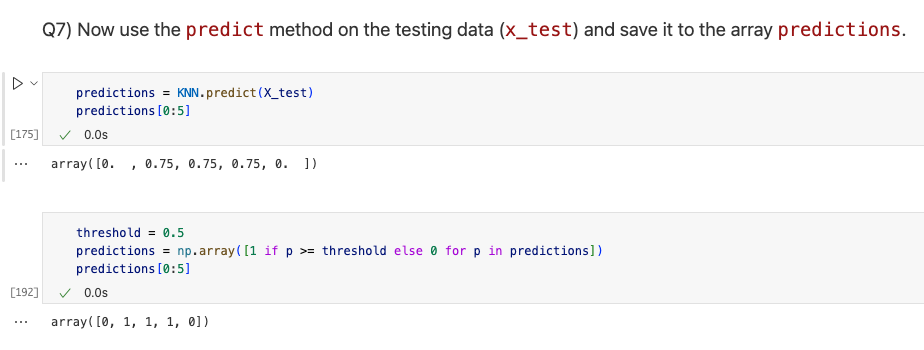 Q7) Now use the predict method on the testing data (x_test) and save it to the array predictions.
predictions = KNN.predict(X_test)
predictions[0:5]
[175] ✓ 0.0s
... array([0.  , 0.75, 0.75, 0.75, 0.  ])
threshold = 0.5
predictions = np.array([1 if p >= threshold else 0 for p in predictions])
predictions[0:5]
[192] ✓ 0.0s
... array([0, 1, 1, 1, 0])